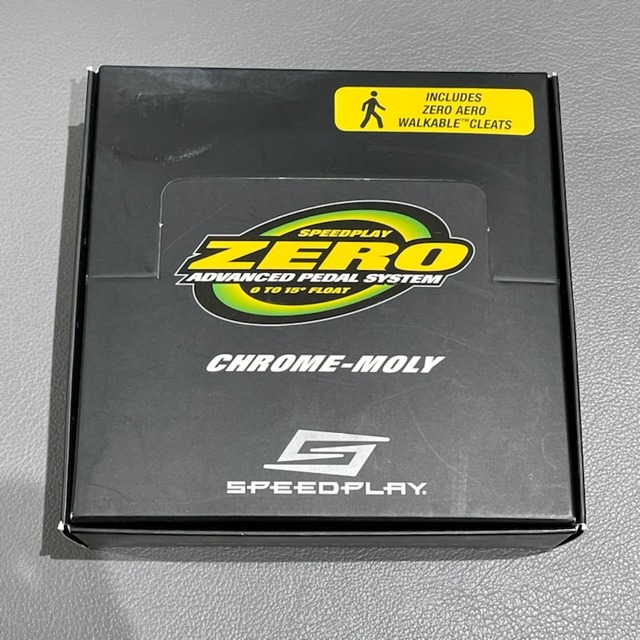 INCLUDES
ZERO AERO
WALKABLE™ CLEATS
SPEEDPLAY
ZERO
ADVANCED PEDAL SYSTEM
0 TO 15° FLOAT
CHROME-MOLY
SPEEDPLAY.